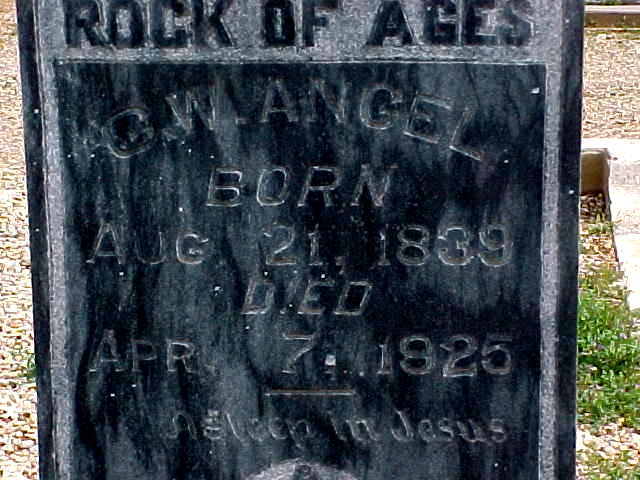 ROCK OF AGES
C.W. ANGEL
BORN
AUG. 21, 1839
DIED
APR. 7, 1925
Asleep in Jesus